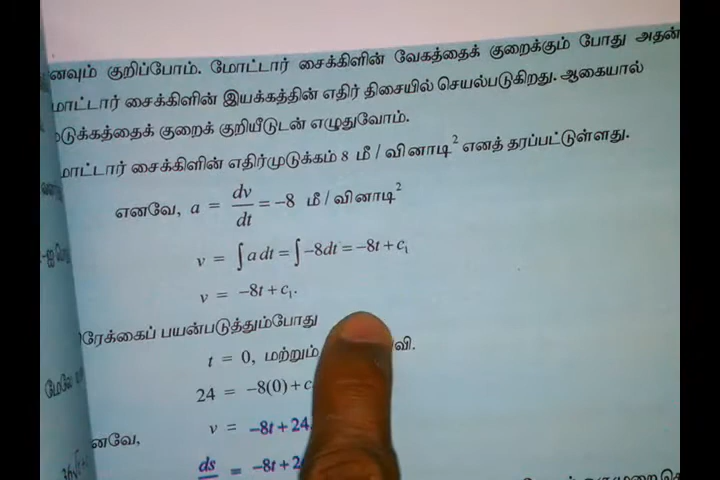 னவும் குறிப்போம். மோட்டார் சைக்கிளின் வேகத்தைக் குறைக்கும் போது அதன்
மாட்டார் சைக்கிளின் இயக்கத்தின் எதிர் திசையில் செயல்படுகிறது. ஆகையால்
டுக்கத்தைக் குறைக் குறியீடுடன் எழுதுவோம்.
மாட்டார் சைக்கிளின் எதிர்முடுக்கம் 8 மீ / வினாடி² எனத் தரப்பட்டுள்ளது.
எனவே, a = dv/dt = −8 மீ / வினாடி²
v = ∫a dt = ∫−8dt = −8t + c₁
v = −8t + c₁.
ரேக்கைப் பயன்படுத்தும்போது
t = 0, மற்றும் வி.
24 = −8(0) + c
னவே, v = −8t + 24
ds = −8t + 2